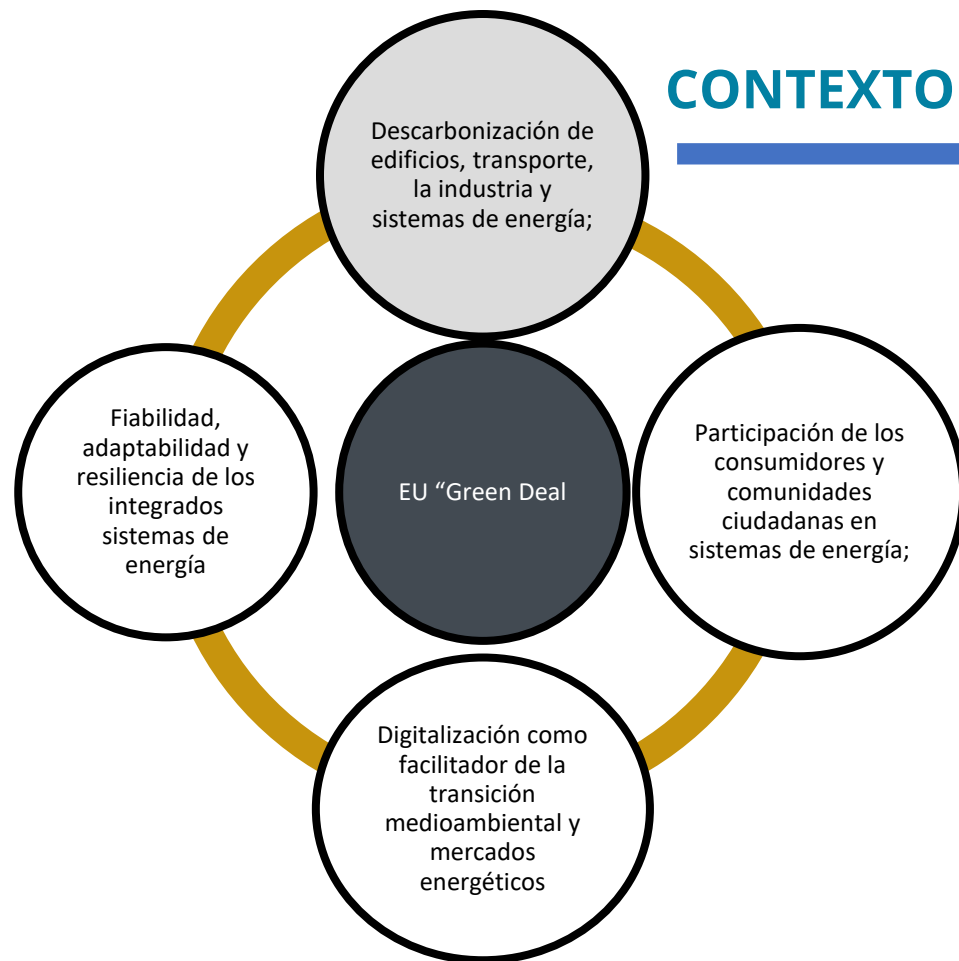 CONTEXTO
Descarbonización de
edificios, transporte,
la industria y
sistemas de energía;
Participación de los
consumidores y
comunidades
ciudadanas en
sistemas de energía;
Digitalización como
facilitador de la
transición
medioambiental y
mercados
energéticos
Fiabilidad,
adaptabilidad y
resiliencia de los
integrados
sistemas de
energía
EU “Green Deal